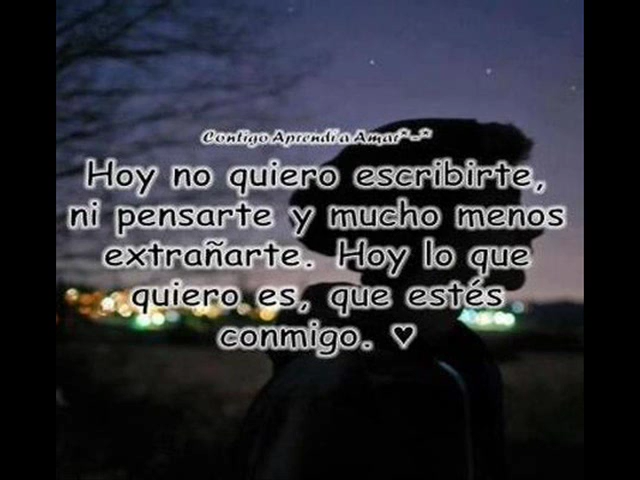 Contigo Aprendí a Amar*-*
Hoy no quiero escribirte,
ni pensarte y mucho menos
extrañarte. Hoy lo que
quiero es, que estés
conmigo. ♥